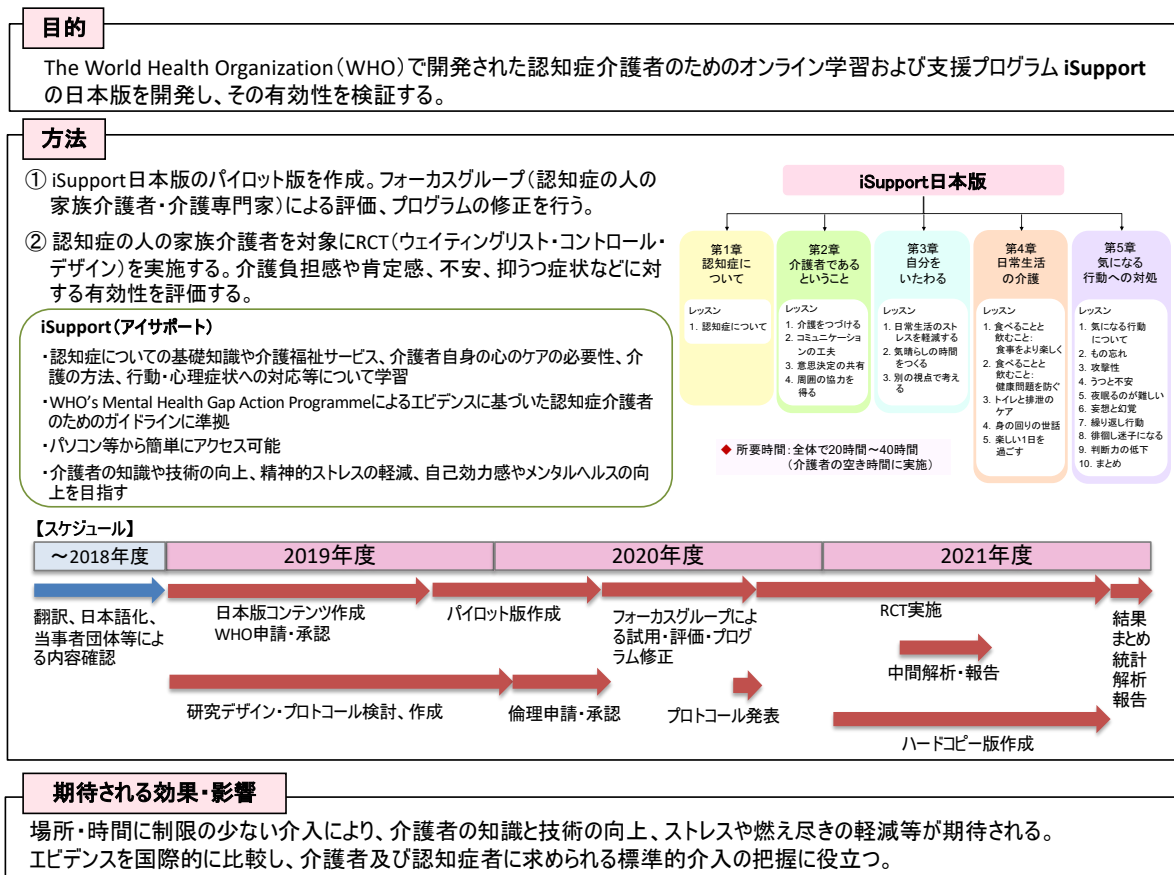 目的
The World Health Organization（WHO）で開発された認知症介護者のためのオンライン学習および支援プログラム iSupport
の日本版を開発し、その有効性を検証する。
方法
① iSupport日本版のパイロット版を作成。フォーカスグループ（認知症の人の
家族介護者・介護専門家）による評価、プログラムの修正を行う。
② 認知症の人の家族介護者を対象にRCT（ウェイティングリスト・コントロール・
デザイン）を実施する。介護負担感や肯定感、不安、抑うつ症状などに対
する有効性を評価する。
iSupport（アイサポート）
・認知症についての基礎知識や介護福祉サービス、介護者自身の心のケアの必要性、介
護の方法、行動・心理症状への対応等について学習
・WHO's Mental Health Gap Action Programmeによるエビデンスに基づいた認知症介護者
のためのガイドラインに準拠
・パソコン等から簡単にアクセス可能
・介護者の知識や技術の向上、精神的ストレスの軽減、自己効力感やメンタルヘルスの向
上を目指す
iSupport日本版
第1章
認知症に
ついて
レッスン
1. 認知症について
第2章
介護者である
ということ
レッスン
1. 介護をつづける
2. コミュニケーショ
ンの工夫
3. 意思決定の共有
4. 周囲の協力を
得る
第3章
自分を
いたわる
レッスン
1. 日常生活のスト
レスを軽減する
2. 気晴らしの時間
をつくる
3. 別の視点で考え
る
第4章
日常生活
の介護
レッスン
1. 食べることと
飲むこと:
食事をより楽しく
2. 食べることと
飲むこと:
健康問題を防ぐ
3. トイレと排泄の
ケア
4. 身の回りの世話
5. 楽しい1日を
過ごす
第5章
気になる
行動への対処
レッスン
1. 気になる行動
について
2. もの忘れ
3. 攻撃性
4. うつと不安
5. 夜眠るのが難しい
6. 妄想と幻覚
7. 繰り返し行動
8. 徘徊し迷子になる
9. 判断力の低下
10. まとめ
◆ 所要時間：全体で20時間～40時間
（介護者の空き時間に実施）
【スケジュール】
～2018年度
2019年度
2020年度
2021年度
翻訳、日本語化、
当事者団体等によ
る内容確認
日本版コンテンツ作成
WHO申請・承認
パイロット版作成
フォーカスグループによ
る試用・評価・プログ
ラム修正
RCT実施
結果
まとめ
統計
解析
報告
中間解析・報告
研究デザイン・プロトコール検討、作成
倫理申請・承認
プロトコール発表
ハードコピー版作成
期待される効果・影響
場所・時間に制限の少ない介入により、介護者の知識と技術の向上、ストレスや燃え尽きの軽減等が期待される。
エビデンスを国際的に比較し、介護者及び認知症者に求められる標準的介入の把握に役立つ。